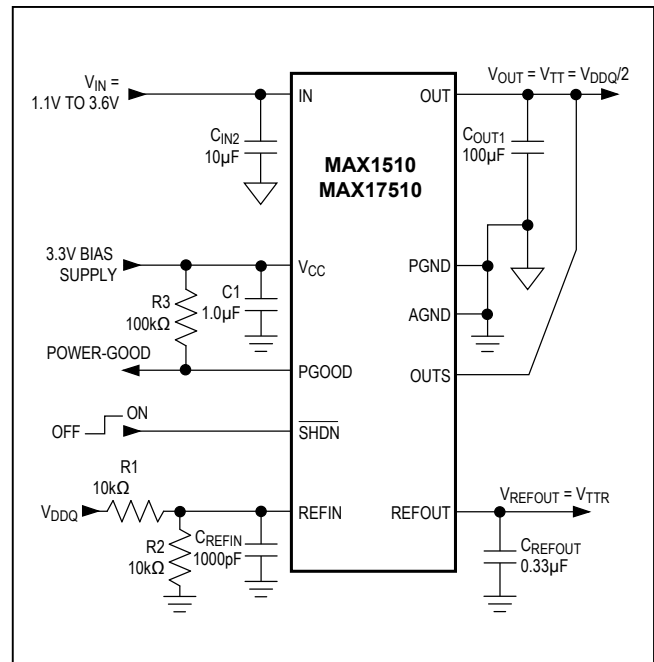 V_IN =
1.1V TO 3.6V
IN
C_IN2
10µF
MAX1510
MAX17510
OUT
V_OUT = V_TT = V_DDQ/2
C_OUT1
100µF
3.3V BIAS
SUPPLY
V_CC
R3
100kΩ
C1
1.0µF
PGND
AGND
POWER-GOOD
PGOOD
OUTS
OFF
ON
SHDN
R1
10kΩ
V_DDQ
REFIN
R2
10kΩ
C_REFIN
1000pF
REFOUT
V_REFOUT = V_TTR
C_REFOUT
0.33µF